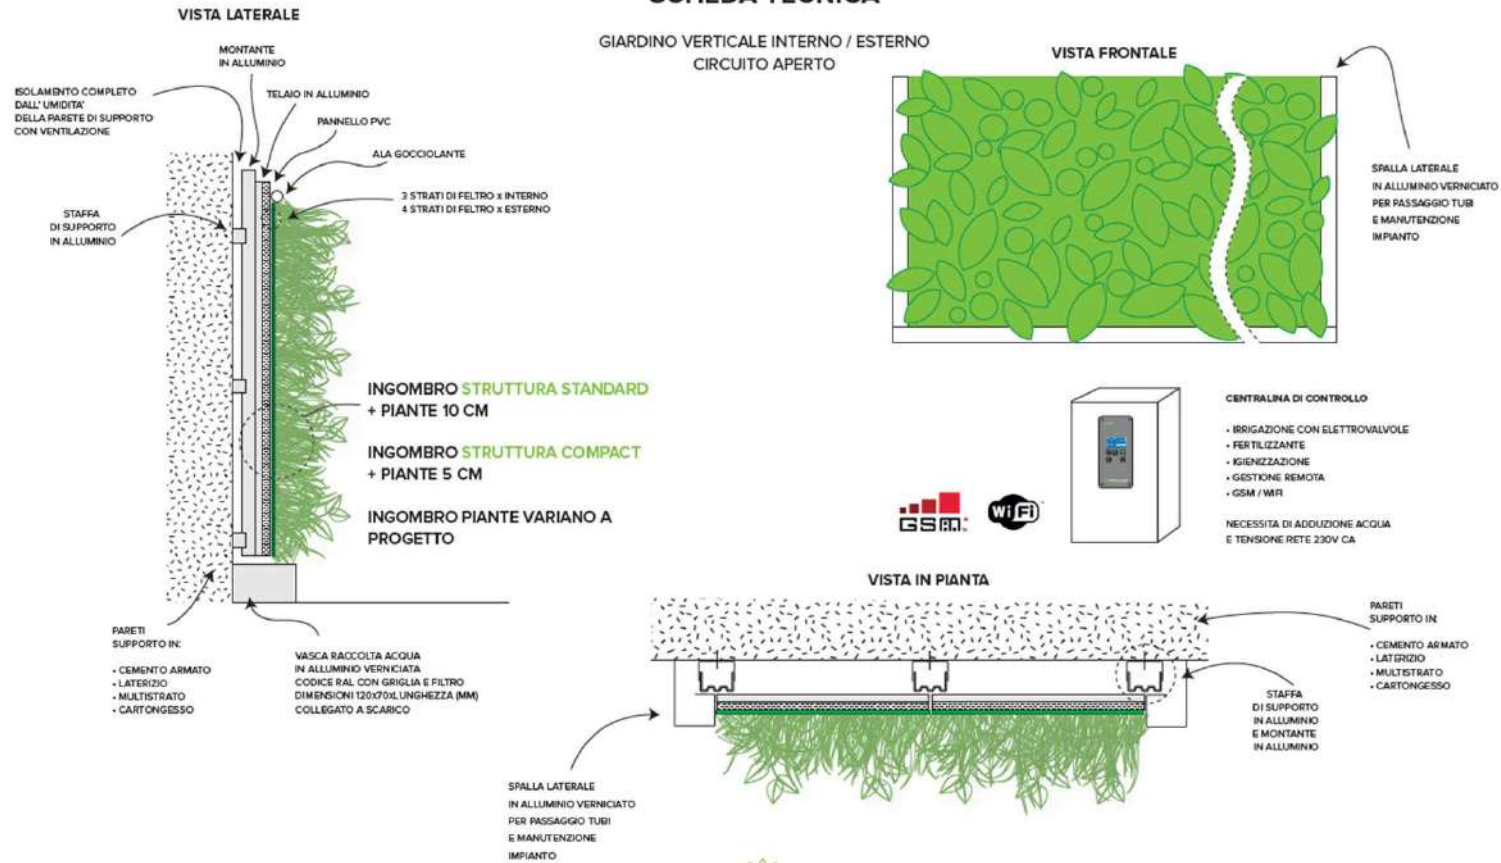 SCHEDA TECNICA
GIARDINO VERTICALE INTERNO / ESTERNO
CIRCUITO APERTO
VISTA LATERALE
MONTANTE
IN ALLUMINIO
ISOLAMENTO COMPLETO
DALL' UMIDITA'
DELLA PARETE DI SUPPORTO
CON VENTILAZIONE
TELAIO IN ALLUMINIO
PANNELLO PVC
ALA GOCCIOLANTE
3 STRATI DI FELTRO x INTERNO
4 STRATI DI FELTRO x ESTERNO
STAFFA
DI SUPPORTO
IN ALLUMINIO
INGOMBRO STRUTTURA STANDARD
+ PIANTE 10 CM
INGOMBRO STRUTTURA COMPACT
+ PIANTE 5 CM
INGOMBRO PIANTE VARIANO A
PROGETTO
PARETI
SUPPORTO IN:
• CEMENTO ARMATO
• LATERIZIO
• MULTISTRATO
• CARTONGESSO
VASCA RACCOLTA ACQUA
IN ALLUMINIO VERNICIATA
CODICE RAL CON GRIGLIA E FILTRO
DIMENSIONI 120x70xLUNGHEZZA (MM)
COLLEGATO A SCARICO
VISTA FRONTALE
SPALLA LATERALE
IN ALLUMINIO VERNICIATO
PER PASSAGGIO TUBI
E MANUTENZIONE
IMPIANTO
GSM
WiFi
CENTRALINA DI CONTROLLO
• IRRIGAZIONE CON ELETTROVALVOLE
• FERTILIZZANTE
• IGIENIZZAZIONE
• GESTIONE REMOTA
• GSM / WIFI
NECESSITA DI ADDUZIONE ACQUA
E TENSIONE RETE 230V CA
VISTA IN PIANTA
PARETI
SUPPORTO IN:
• CEMENTO ARMATO
• LATERIZIO
• MULTISTRATO
• CARTONGESSO
STAFFA
DI SUPPORTO
IN ALLUMINIO
E MONTANTE
IN ALLUMINIO
SPALLA LATERALE
IN ALLUMINIO VERNICIATO
PER PASSAGGIO TUBI
E MANUTENZIONE
IMPIANTO